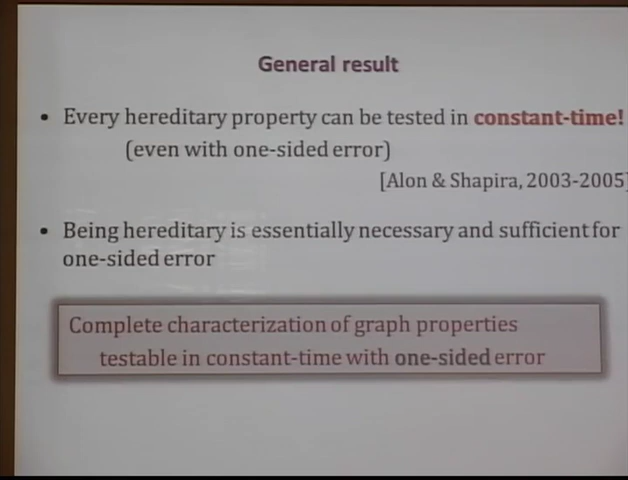 General result
• Every hereditary property can be tested in constant-time!
(even with one-sided error)
[Alon & Shapira, 2003-2005]
• Being hereditary is essentially necessary and sufficient for
one-sided error
Complete characterization of graph properties
testable in constant-time with one-sided error